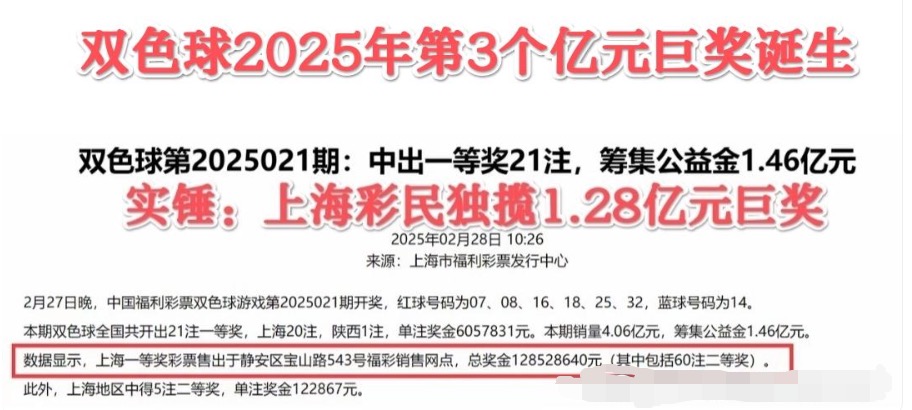 双色球2025年第3个亿元巨奖诞生
双色球第2025021期：中出一等奖21注，筹集公益金1.46亿元
实锤：上海彩民独揽1.28亿元巨奖
2025年02月28日 10:26
来源：上海市福利彩票发行中心
2月27日晚，中国福利彩票双色球游戏第2025021期开奖，红球号码为07、08、16、18、25、32，蓝球号码为14。
本期双色球全国共开出21注一等奖，上海20注，陕西1注，单注奖金6057831元。本期销量4.06亿元，筹集公益金1.46亿元。
数据显示，上海一等奖彩票售出于静安区宝山路543号福彩销售网点，总奖金128528640元（其中包括60注二等奖）。
此外，上海地区中得5注二等奖，单注奖金122867元。